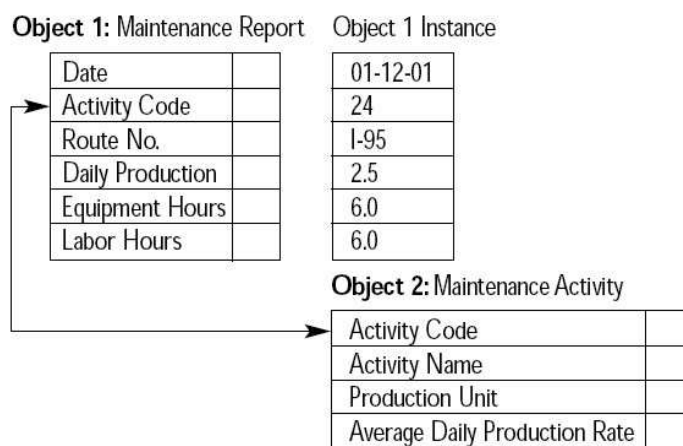 Object 1: Maintenance Report Object 1 Instance
Date 01-12-01
Activity Code 24
Route No. I-95
Daily Production 2.5
Equipment Hours 6.0
Labor Hours 6.0
Object 2: Maintenance Activity
Activity Code
Activity Name
Production Unit
Average Daily Production Rate